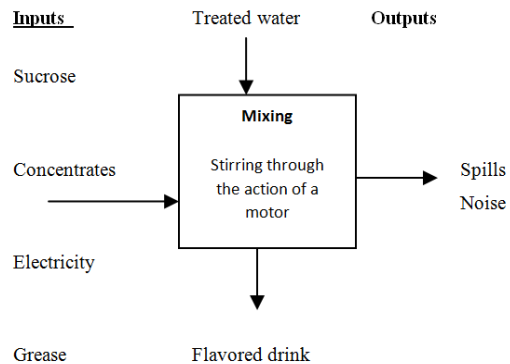 Inputs
Treated water
Outputs
Sucrose
Mixing
Stirring through
the action of a
motor
Concentrates
Spills
Noise
Electricity
Grease
Flavored drink